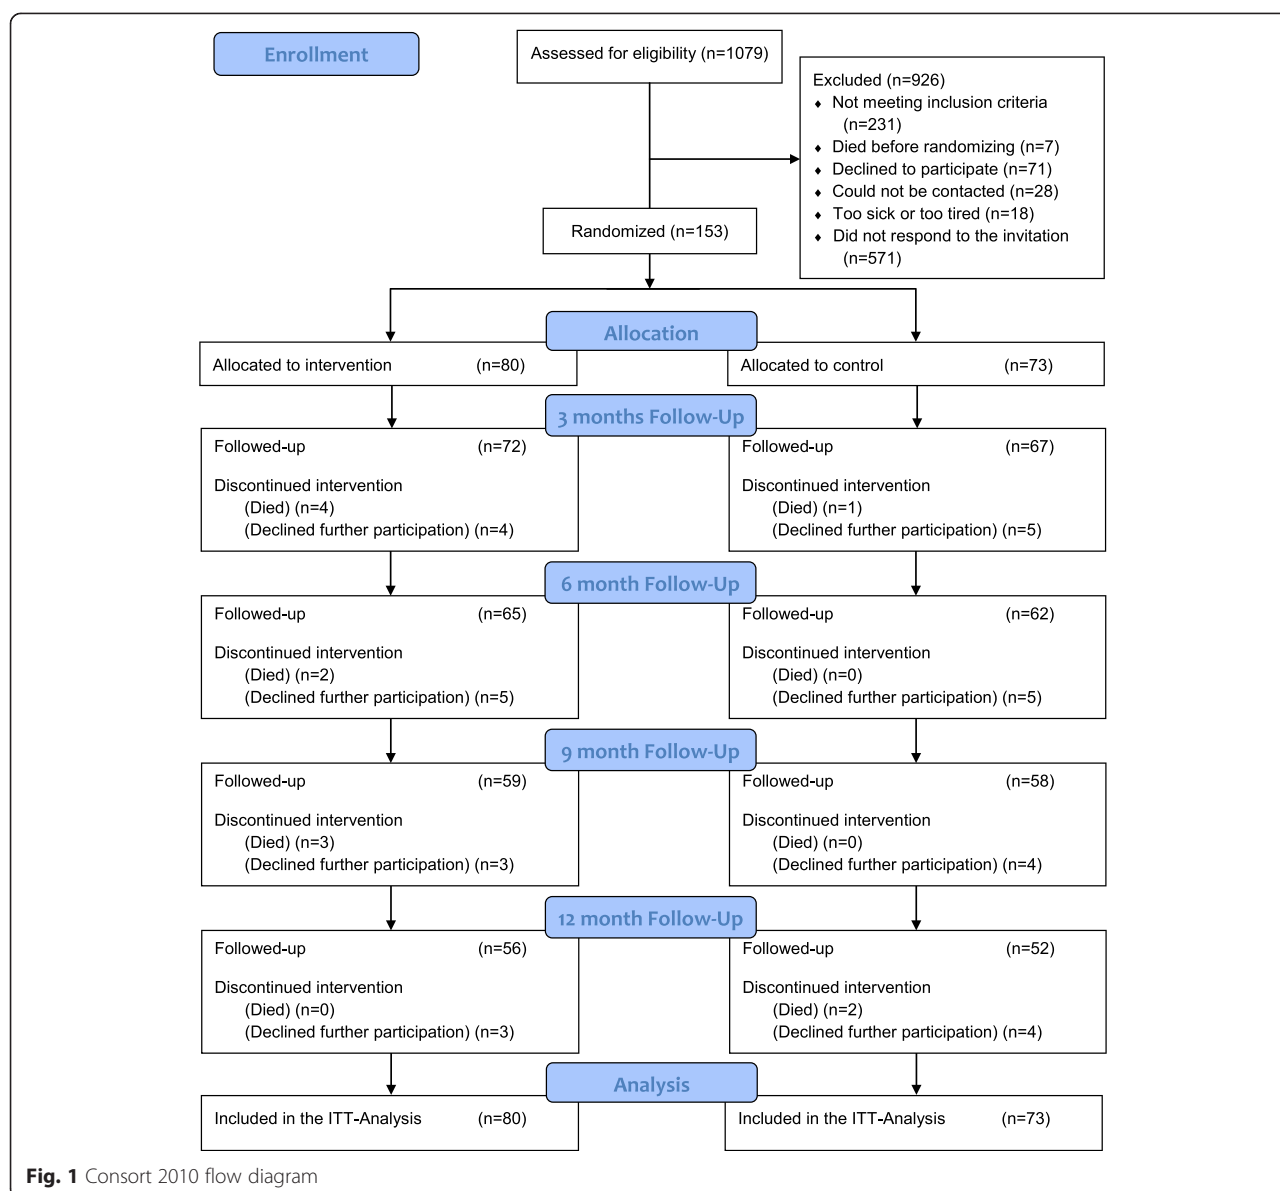 Enrollment
Assessed for eligibility (n=1079)
Excluded (n=926)
♦ Not meeting inclusion criteria
(n=231)
♦ Died before randomizing (n=7)
♦ Declined to participate (n=71)
♦ Could not be contacted (n=28)
♦ Too sick or too tired (n=18)
♦ Did not respond to the invitation
(n=571)
Randomized (n=153)
Allocation
Allocated to intervention (n=80)
Allocated to control (n=73)
3 months Follow-Up
Followed-up (n=72)
Discontinued intervention
(Died) (n=4)
(Declined further participation) (n=4)
Followed-up (n=67)
Discontinued intervention
(Died) (n=1)
(Declined further participation) (n=5)
6 month Follow-Up
Followed-up (n=65)
Discontinued intervention
(Died) (n=2)
(Declined further participation) (n=5)
Followed-up (n=62)
Discontinued intervention
(Died) (n=0)
(Declined further participation) (n=5)
9 month Follow-Up
Followed-up (n=59)
Discontinued intervention
(Died) (n=3)
(Declined further participation) (n=3)
Followed-up (n=58)
Discontinued intervention
(Died) (n=0)
(Declined further participation) (n=4)
12 month Follow-Up
Followed-up (n=56)
Discontinued intervention
(Died) (n=0)
(Declined further participation) (n=3)
Followed-up (n=52)
Discontinued intervention
(Died) (n=2)
(Declined further participation) (n=4)
Analysis
Included in the ITT-Analysis (n=80)
Included in the ITT-Analysis (n=73)
Fig. 1 Consort 2010 flow diagram